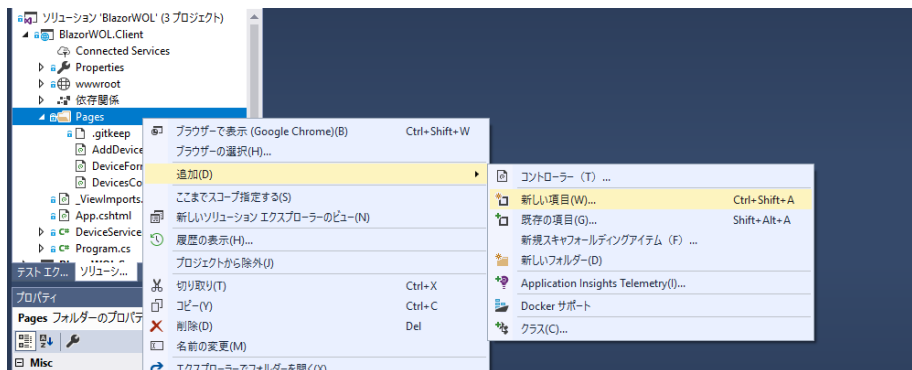 ソリューション 'BlazorWOL' (3 プロジェクト)
BlazorWOL.Client
Connected Services
Properties
wwwroot
依存関係
Pages
.gitkeep
AddDevice
DeviceForm
DevicesCo
_ViewImports.
App.cshtml
C# DeviceService
C# Program.cs
テスト エク... ソリューシ...
プロパティ
Pages フォルダーのプロパテ
Misc
ブラウザーで表示 (Google Chrome)(B) Ctrl+Shift+W
ブラウザーの選択(H)...
追加(D)
ここまでスコープ指定する(S)
新しいソリューション エクスプローラーのビュー(N)
履歴の表示(H)...
プロジェクトから除外(J)
切り取り(T) Ctrl+X
コピー(Y) Ctrl+C
削除(D) Del
名前の変更(M)
エクスプローラーでフォルダーを開く(X)
コントローラー（T）...
新しい項目(W)... Ctrl+Shift+A
既存の項目(G)... Shift+Alt+A
新規スキャフォールディングアイテム（F）...
新しいフォルダー(D)
Application Insights Telemetry(I)...
Docker サポート
クラス(C)...